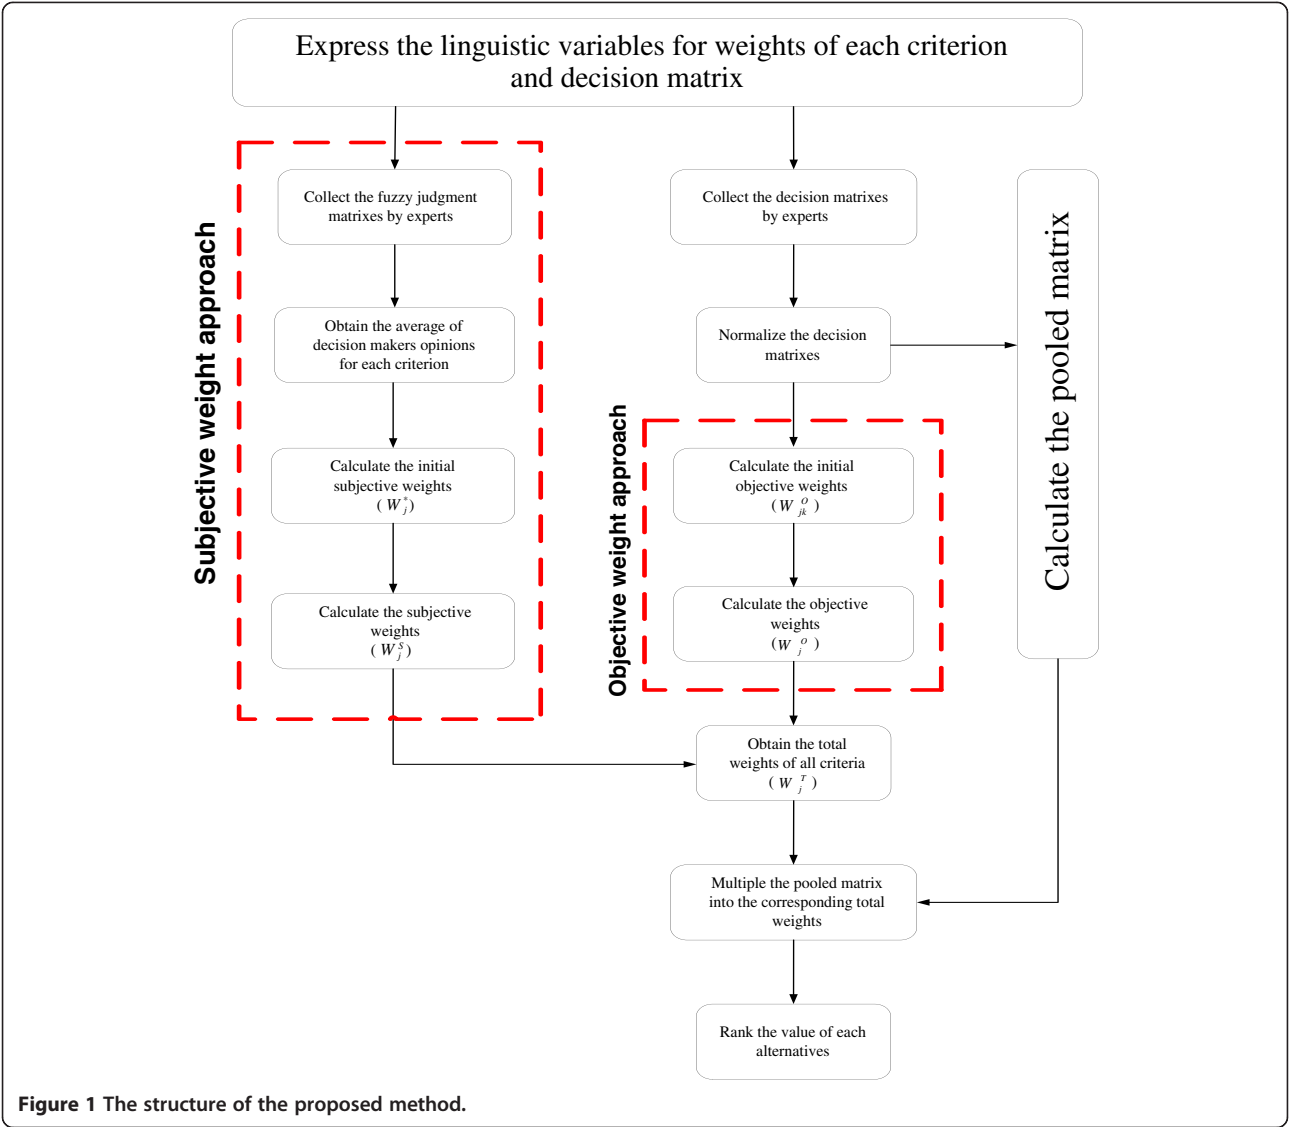 Express the linguistic variables for weights of each criterion
and decision matrix
Subjective weight approach
Collect the fuzzy judgment
matrixes by experts
Obtain the average of
decision makers opinions
for each criterion
Calculate the initial
subjective weights
( W*j )
Calculate the subjective
weights
( WSj )
Collect the decision matrixes
by experts
Normalize the decision
matrixes
Calculate the pooled matrix
Objective weight approach
Calculate the initial
objective weights
( WOjk )
Calculate the objective
weights
( WOj )
Obtain the total
weights of all criteria
( WTj )
Multiple the pooled matrix
into the corresponding total
weights
Rank the value of each
alternatives
Figure 1 The structure of the proposed method.